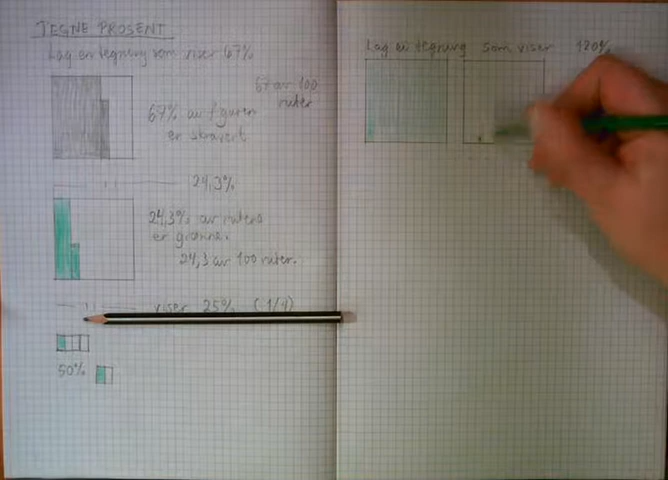 TEGNE PROSENT
Lag en tegning som viser 67%
67 av 100
ruter
67% av figuren
er skravert
24,3%
24,3% av rutene
er grønne.
24,3 av 100 ruter.
viser 25% (1/4)
50%
Lag en tegning som viser 120%